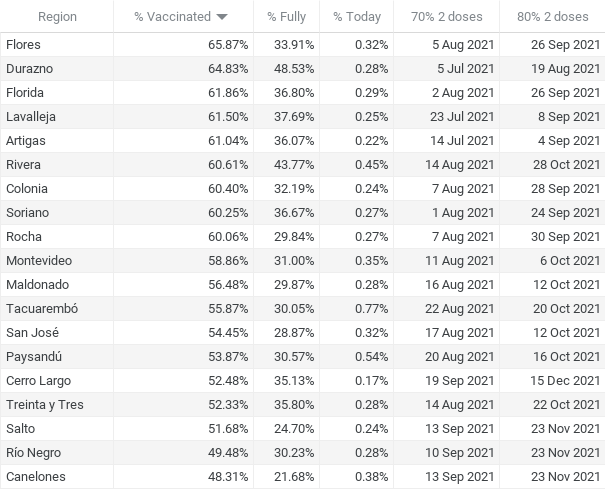 Region % Vaccinated % Fully % Today 70% 2 doses 80% 2 doses
Flores 65.87% 33.91% 0.32% 5 Aug 2021 26 Sep 2021
Durazno 64.83% 48.53% 0.28% 5 Jul 2021 19 Aug 2021
Florida 61.86% 36.80% 0.29% 2 Aug 2021 26 Sep 2021
Lavalleja 61.50% 37.69% 0.25% 23 Jul 2021 8 Sep 2021
Artigas 61.04% 36.07% 0.22% 14 Jul 2021 4 Sep 2021
Rivera 60.61% 43.77% 0.45% 14 Aug 2021 28 Oct 2021
Colonia 60.40% 32.19% 0.24% 7 Aug 2021 28 Sep 2021
Soriano 60.25% 36.67% 0.27% 1 Aug 2021 24 Sep 2021
Rocha 60.06% 29.84% 0.27% 7 Aug 2021 30 Sep 2021
Montevideo 58.86% 31.00% 0.35% 11 Aug 2021 6 Oct 2021
Maldonado 56.48% 29.87% 0.28% 16 Aug 2021 12 Oct 2021
Tacuarembó 55.87% 30.05% 0.77% 22 Aug 2021 20 Oct 2021
San José 54.45% 28.87% 0.32% 17 Aug 2021 12 Oct 2021
Paysandú 53.87% 30.57% 0.54% 20 Aug 2021 16 Oct 2021
Cerro Largo 52.48% 35.13% 0.17% 19 Sep 2021 15 Dec 2021
Treinta y Tres 52.33% 35.80% 0.28% 14 Aug 2021 22 Oct 2021
Salto 51.68% 24.70% 0.24% 13 Sep 2021 23 Nov 2021
Río Negro 49.48% 30.23% 0.28% 10 Sep 2021 23 Nov 2021
Canelones 48.31% 21.68% 0.38% 13 Sep 2021 23 Nov 2021